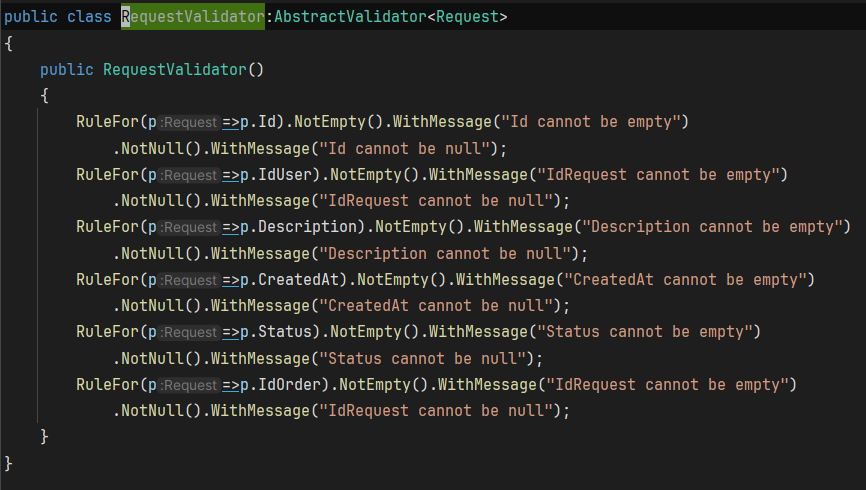 public class RequestValidator:AbstractValidator<Request>
{
    public RequestValidator()
    {
        RuleFor(p :Request =>p.Id).NotEmpty().WithMessage("Id cannot be empty")
            .NotNull().WithMessage("Id cannot be null");
        RuleFor(p :Request =>p.IdUser).NotEmpty().WithMessage("IdRequest cannot be empty")
            .NotNull().WithMessage("IdRequest cannot be null");
        RuleFor(p :Request =>p.Description).NotEmpty().WithMessage("Description cannot be empty")
            .NotNull().WithMessage("Description cannot be null");
        RuleFor(p :Request =>p.CreatedAt).NotEmpty().WithMessage("CreatedAt cannot be empty")
            .NotNull().WithMessage("CreatedAt cannot be null");
        RuleFor(p :Request =>p.Status).NotEmpty().WithMessage("Status cannot be empty")
            .NotNull().WithMessage("Status cannot be null");
        RuleFor(p :Request =>p.IdOrder).NotEmpty().WithMessage("IdRequest cannot be empty")
            .NotNull().WithMessage("IdRequest cannot be null");
    }
}